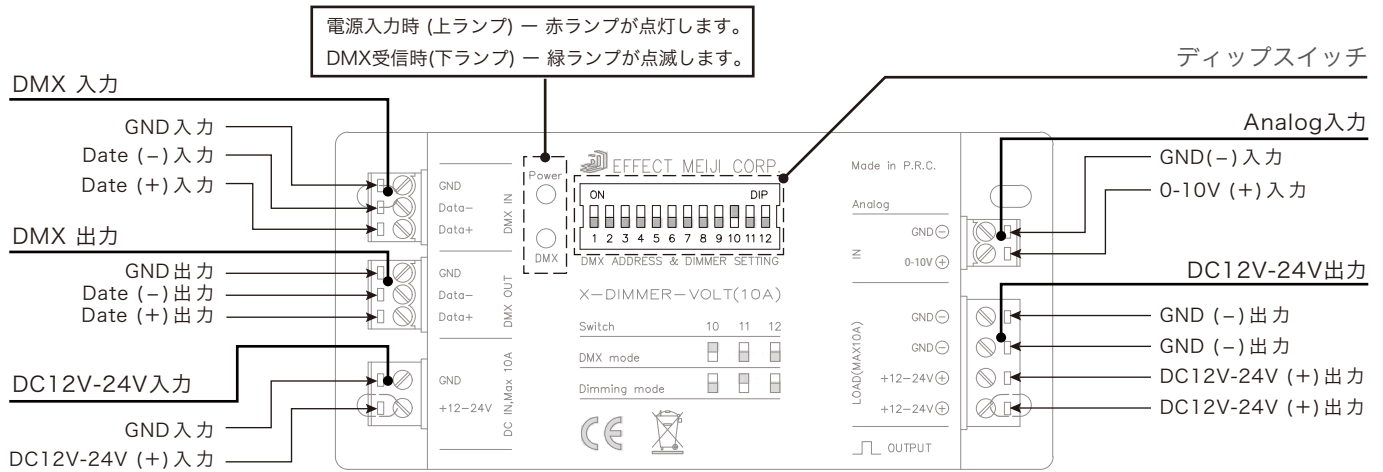 電源入力時 (上ランプ) ー 赤ランプが点灯します。
DMX受信時(下ランプ) ー 緑ランプが点滅します。
ディップスイッチ
DMX 入力
GND入力
Date (−)入力
Date (+)入力
DMX 出力
GND出力
Date (−)出力
Date (+)出力
DC12V-24V入力
GND入力
DC12V-24V (+)入力
GND
Data−
Data+
DMX IN
GND
Data−
Data+
DMX OUT
GND
+12−24V
DC IN,Max 10A
Power
DMX
EFFECT MEIJI CORP.
ON DIP
1 2 3 4 5 6 7 8 9 10 11 12
DMX ADDRESS & DIMMER SETTING
X−DIMMER−VOLT(10A)
Switch 10 11 12
DMX mode
Dimming mode
CE
Made in P.R.C.
Analog
IN
GND⊖
0-10V⊕
LOAD(MAX10A)
GND⊖
GND⊖
+12−24V⊕
+12−24V⊕
OUTPUT
Analog入力
GND(−)入力
0-10V (+)入力
DC12V-24V出力
GND (−)出力
GND (−)出力
DC12V-24V (+)出力
DC12V-24V (+)出力